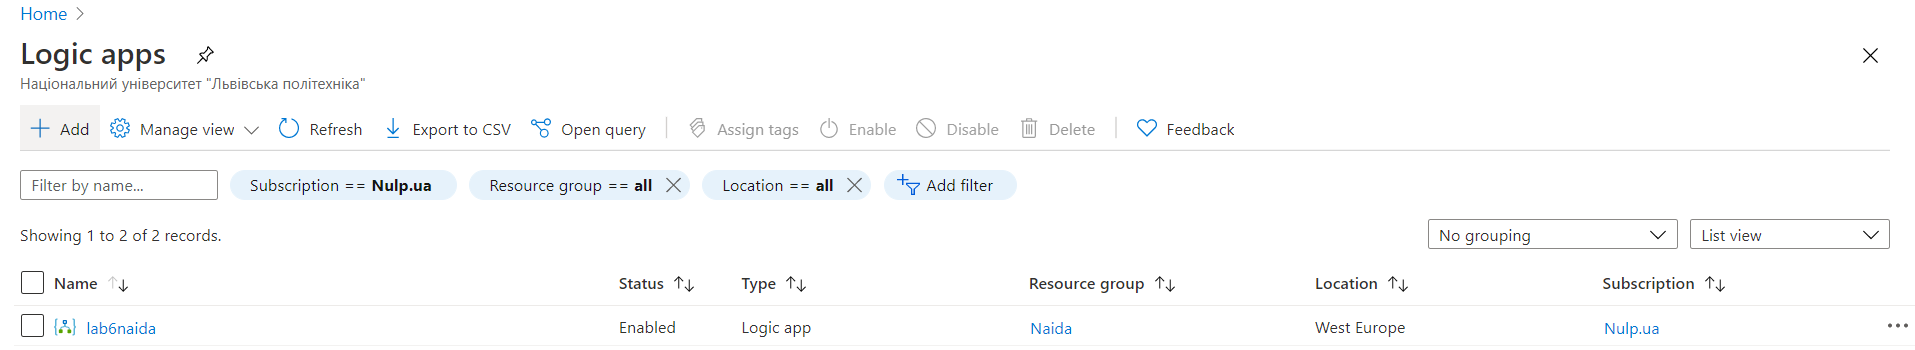 Home
Logic apps
Національний університет "Львівська політехніка"
Add Manage view Refresh Export to CSV Open query Assign tags Enable Disable Delete Feedback
Filter by name... Subscription == Nulp.ua Resource group == all Location == all Add filter
Showing 1 to 2 of 2 records. No grouping List view
Name Status Type Resource group Location Subscription
lab6naida Enabled Logic app Naida West Europe Nulp.ua